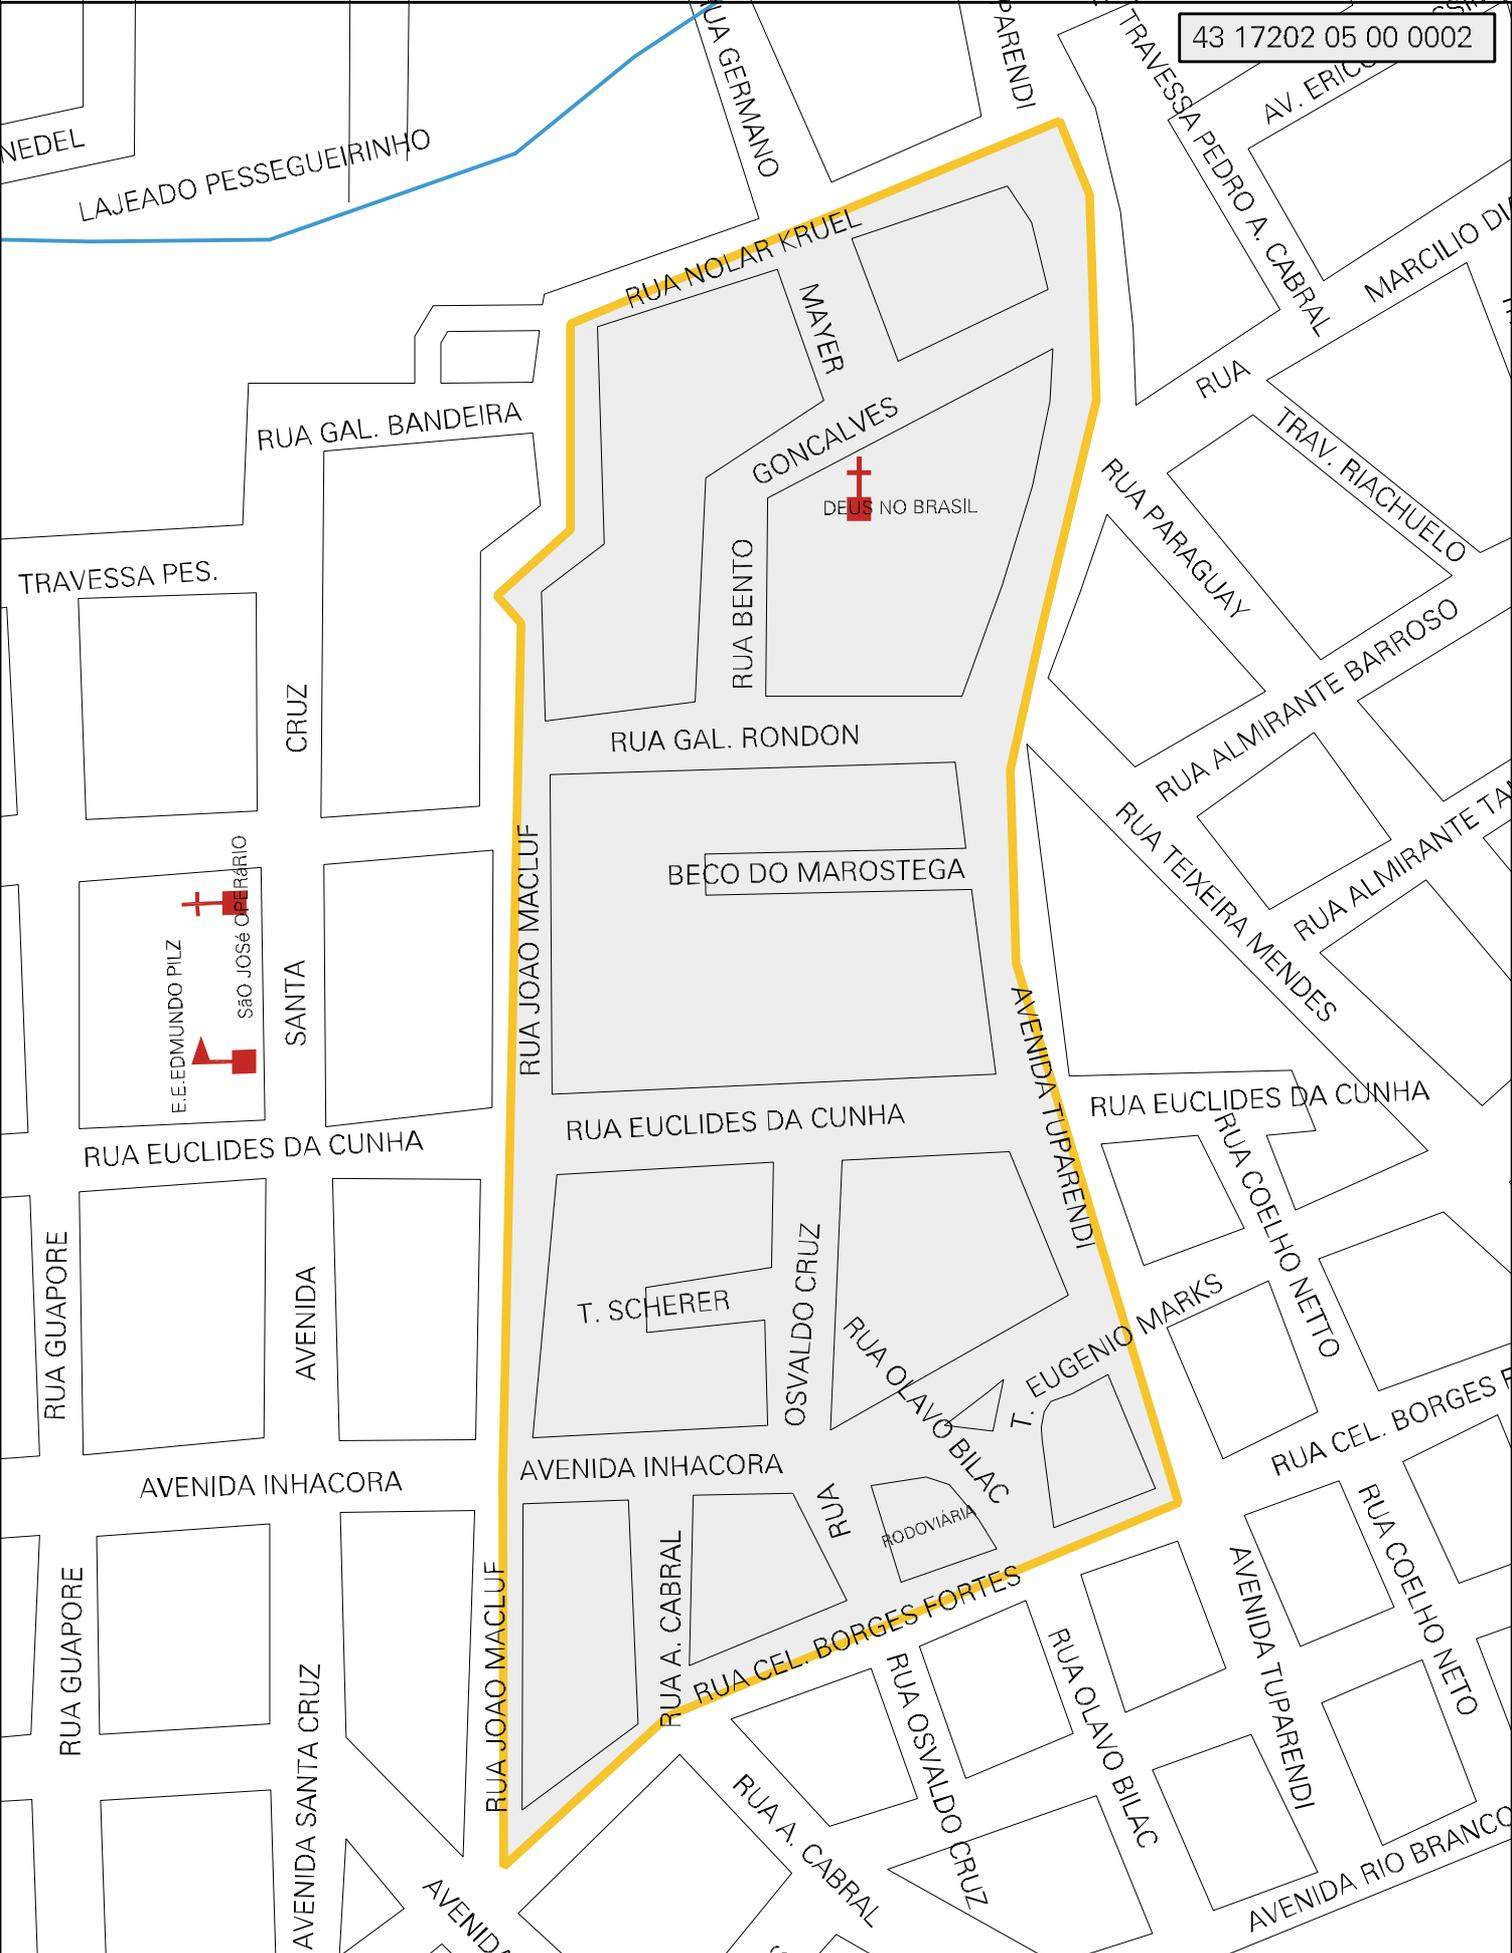 43 17202 05 00 0002
RUA GERMANO
PARENDI
TRAVESSA PEDRO A. CABRAL
NEDEL
LAJEADO PESSEGUEIRINHO
RUA NOLAR KRUEL
MAYER
RUA
RUA GAL. BANDEIRA
GONCALVES
TRAV. RIACHUELO
DEUS NO BRASIL
RUA PARAGUAY
TRAVESSA PES.
RUA BENTO
CRUZ
RUA GAL. RONDON
RUA ALMIRANTE BARROSO
RUA ALMIRANTE
BECO DO MAROSTEGA
RUA JOAO MACLUF
SãO JOSé OPERáRIO
E.E.EDMUNDO PILZ
SANTA
RUA TEIXEIRA MENDES
AVENIDA TUPARENDI
RUA EUCLIDES DA CUNHA
RUA EUCLIDES DA CUNHA
RUA EUCLIDES DA CUNHA
RUA COELHO NETTO
RUA GUAPORE
AVENIDA
T. SCHERER
OSVALDO CRUZ
RUA OLAVO BILAC
T. EUGENIO MARKS
RUA CEL. BORGES
AVENIDA INHACORA
AVENIDA INHACORA
RUA
RODOVIÁRIA
RUA COELHO NETO
RUA GUAPORE
RUA JOAO MACLUF
RUA A. CABRAL
RUA CEL. BORGES FORTES
AVENIDA TUPARENDI
AVENIDA SANTA CRUZ
RUA OSVALDO CRUZ
RUA OLAVO BILAC
RUA A. CABRAL
AVENIDA
AVENIDA RIO BRANCO
AV.
MARCILIO